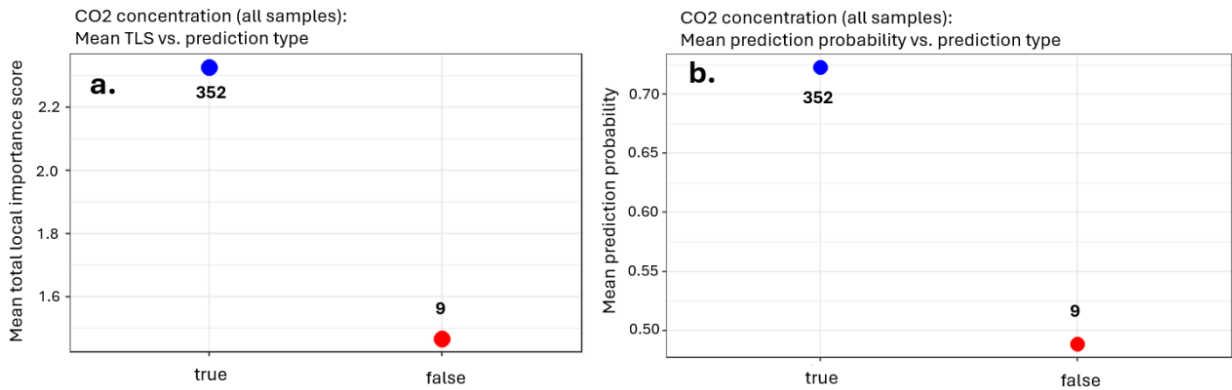 CO2 concentration (all samples):
Mean TLS vs. prediction type
a.
Mean total local importance score
2.2
2.0
1.8
1.6
352
9
true
false
CO2 concentration (all samples):
Mean prediction probability vs. prediction type
b.
Mean prediction probability
0.70
0.65
0.60
0.55
0.50
352
9
true
false